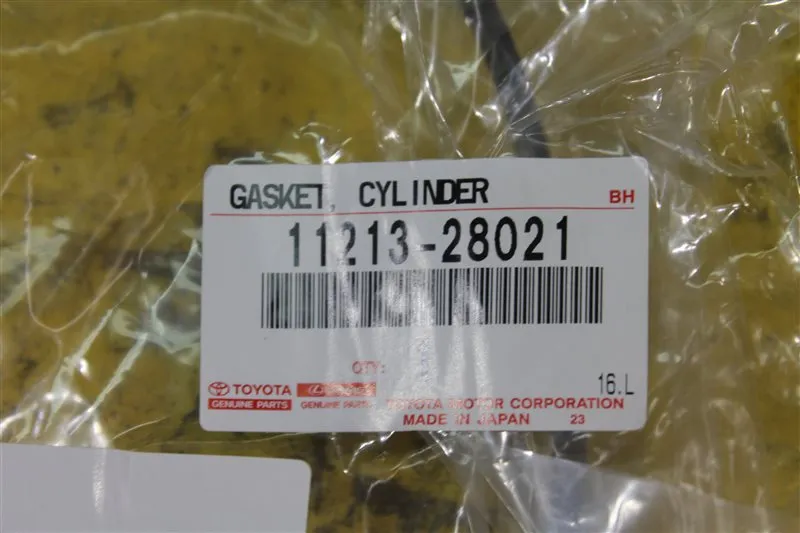 GASKET, CYLINDER BH
11213-28021
QTY:
16.L
TOYOTA
GENUINE PARTS GENUINE PARTS TOYOTA MOTOR CORPORATION
MADE IN JAPAN 23